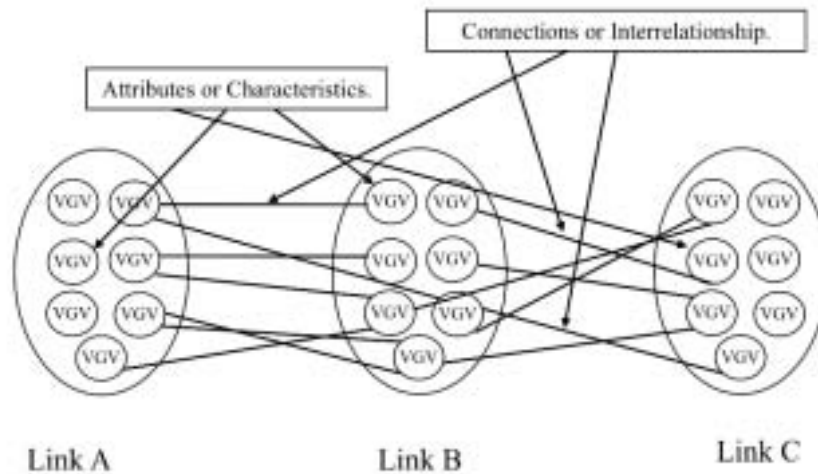 Connections or Interrelationship.
Attributes or Characteristics.
VGV VGV VGV VGV VGV VGV
VGV VGV VGV VGV VGV VGV
VGV VGV VGV VGV VGV VGV
VGV VGV VGV
Link A Link B Link C